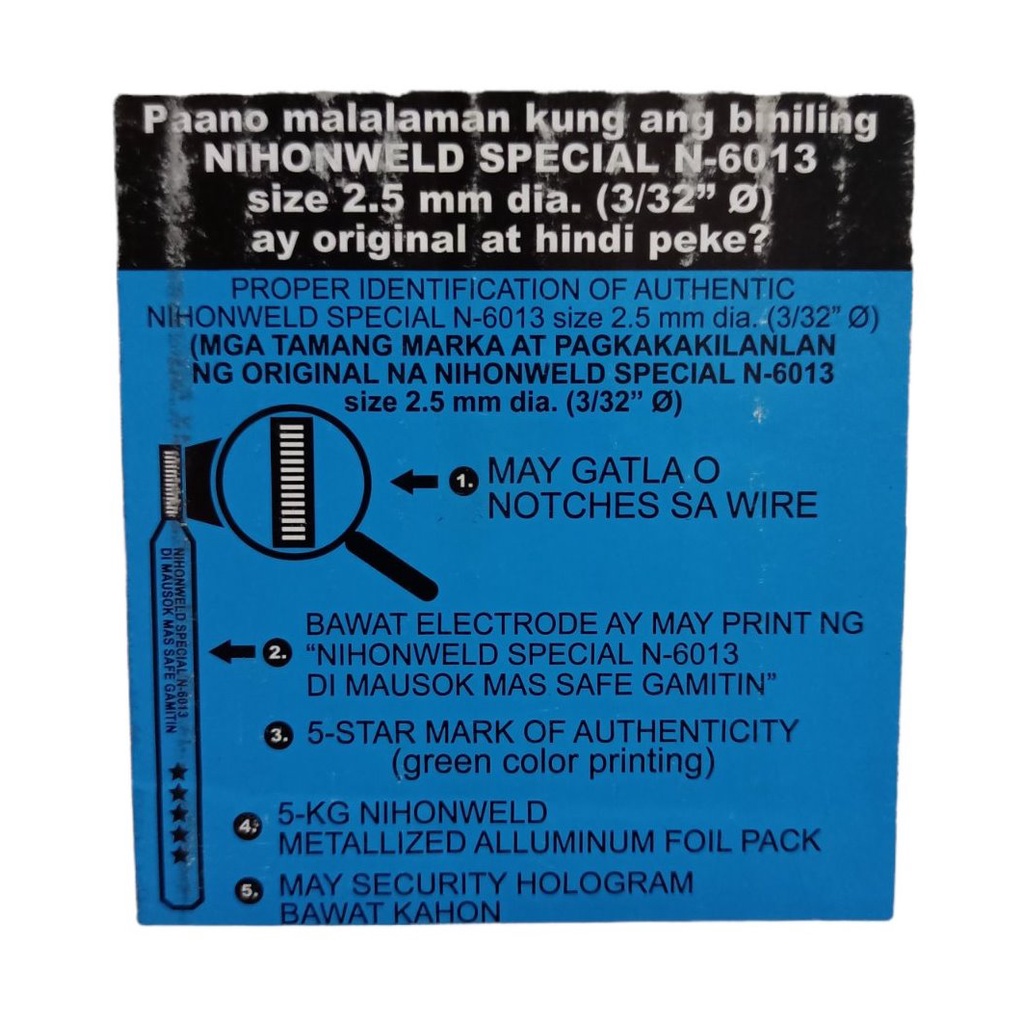 Paano malalaman kung ang biniling
NIHONWELD SPECIAL N-6013
size 2.5 mm dia. (3/32” Ø)
ay original at hindi peke?
PROPER IDENTIFICATION OF AUTHENTIC
NIHONWELD SPECIAL N-6013 size 2.5 mm dia. (3/32” Ø)
(MGA TAMANG MARKA AT PAGKAKAKILANLAN
NG ORIGINAL NA NIHONWELD SPECIAL N-6013
size 2.5 mm dia. (3/32” Ø)
1. MAY GATLA O
NOTCHES SA WIRE
NIHONWELD SPECIAL N-6013
DI MAUSOK MAS SAFE GAMITIN
2. BAWAT ELECTRODE AY MAY PRINT NG
“NIHONWELD SPECIAL N-6013
DI MAUSOK MAS SAFE GAMITIN”
3. 5-STAR MARK OF AUTHENTICITY
(green color printing)
4. 5-KG NIHONWELD
METALLIZED ALLUMINUM FOIL PACK
5. MAY SECURITY HOLOGRAM
BAWAT KAHON